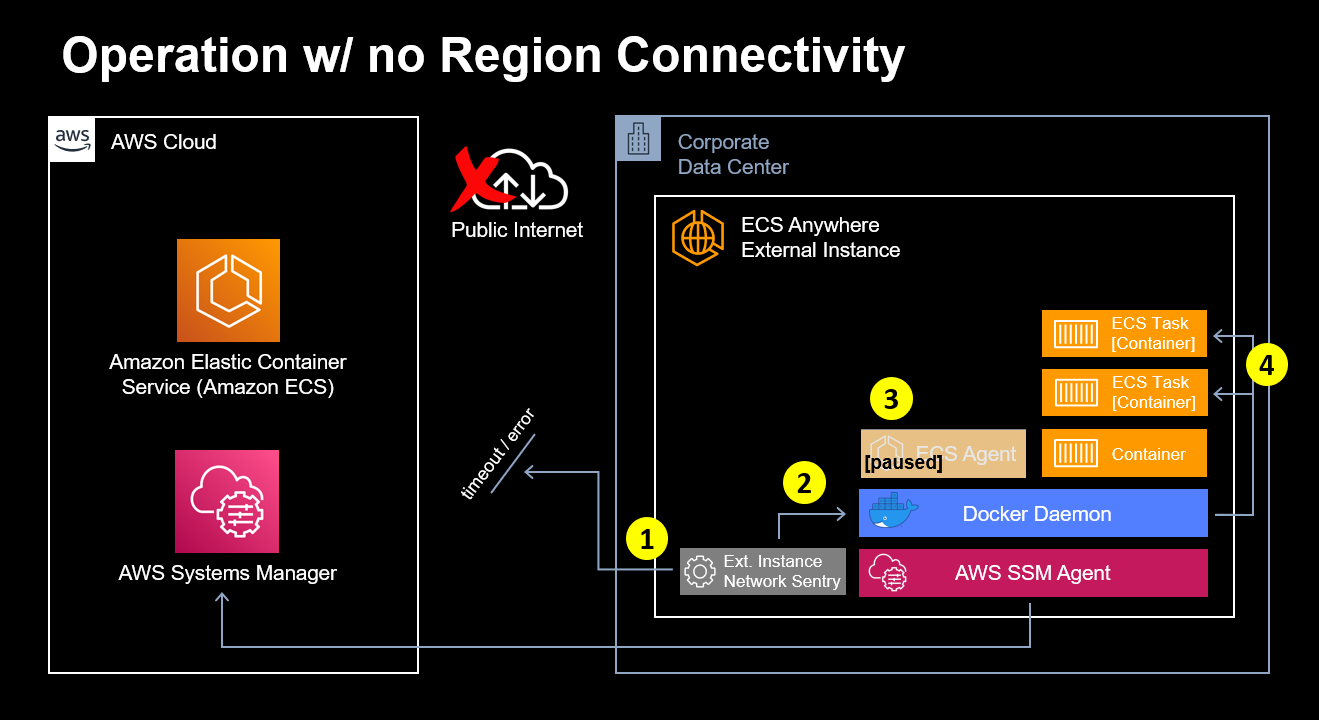 Operation w/ no Region Connectivity
aws
AWS Cloud
Public Internet
Corporate
Data Center
ECS Anywhere
External Instance
Amazon Elastic Container
Service (Amazon ECS)
AWS Systems Manager
timeout / error
1
2
3
4
ECS Task
[Container]
ECS Task
[Container]
Container
ECS Agent
[paused]
Docker Daemon
Ext. Instance
Network Sentry
AWS SSM Agent